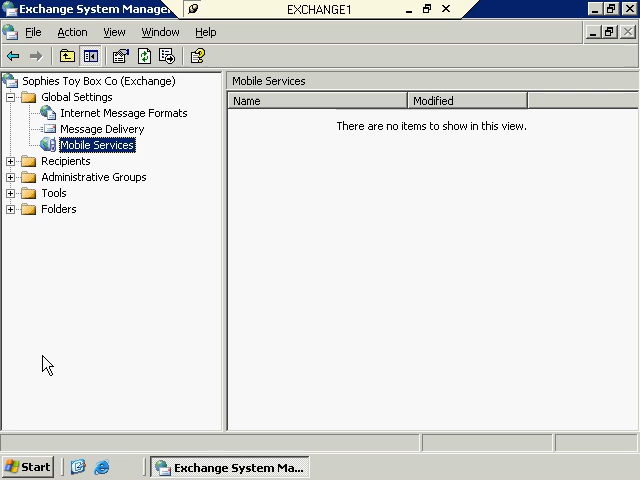 Exchange System Manager
EXCHANGE1
File Action View Window Help
Sophies Toy Box Co (Exchange)
Global Settings
Internet Message Formats
Message Delivery
Mobile Services
Recipients
Administrative Groups
Tools
Folders
Mobile Services
Name Modified
There are no items to show in this view.
Start
Exchange System Ma...